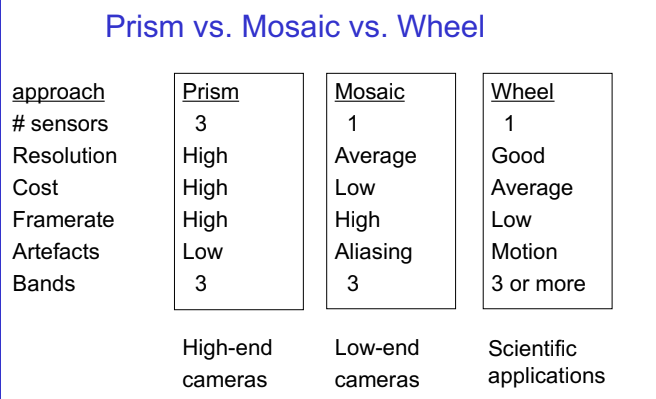 Prism vs. Mosaic vs. Wheel
approach Prism Mosaic Wheel
# sensors 3 1 1
Resolution High Average Good
Cost High Low Average
Framerate High High Low
Artefacts Low Aliasing Motion
Bands 3 3 3 or more
High-end Low-end Scientific
cameras cameras applications